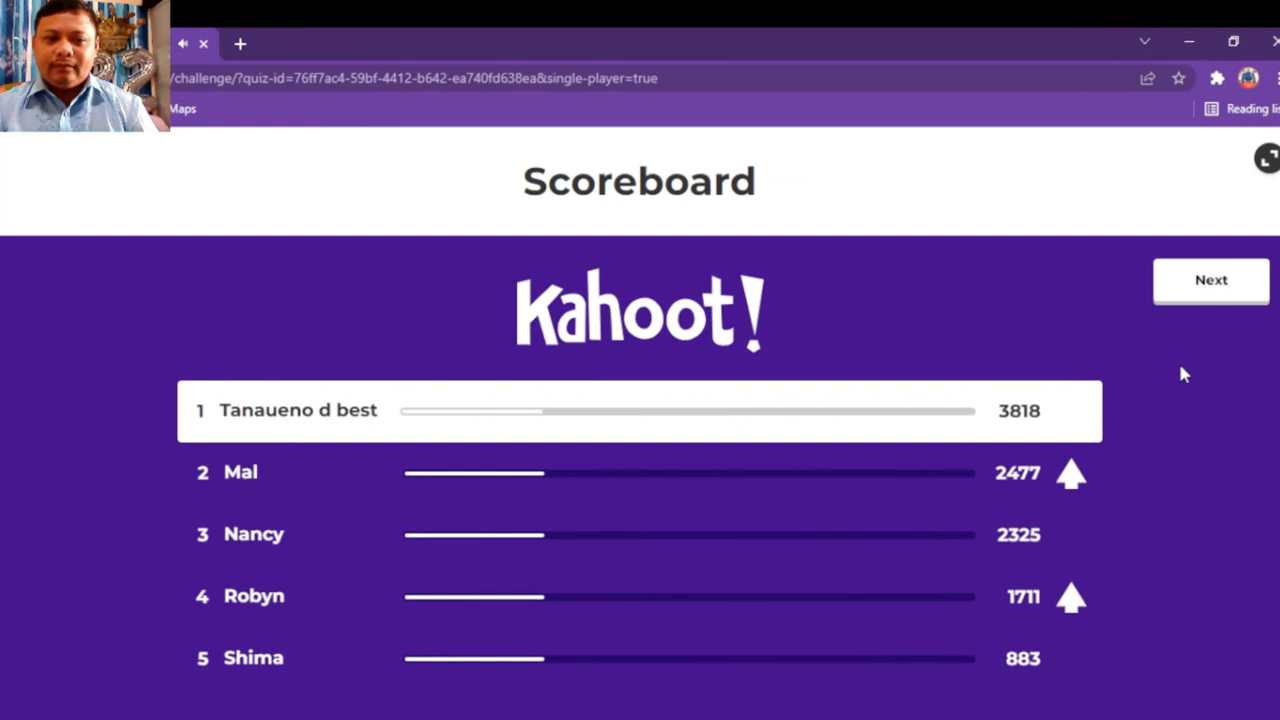 /challenge/?quiz-id=76ff7ac4-59bf-4412-b642-ea740fd638ea&single-player=true
Maps
Reading lis
Scoreboard
Kahoot!
Next
1 Tanaueno d best 3818
2 Mal 2477
3 Nancy 2325
4 Robyn 1711
5 Shima 883